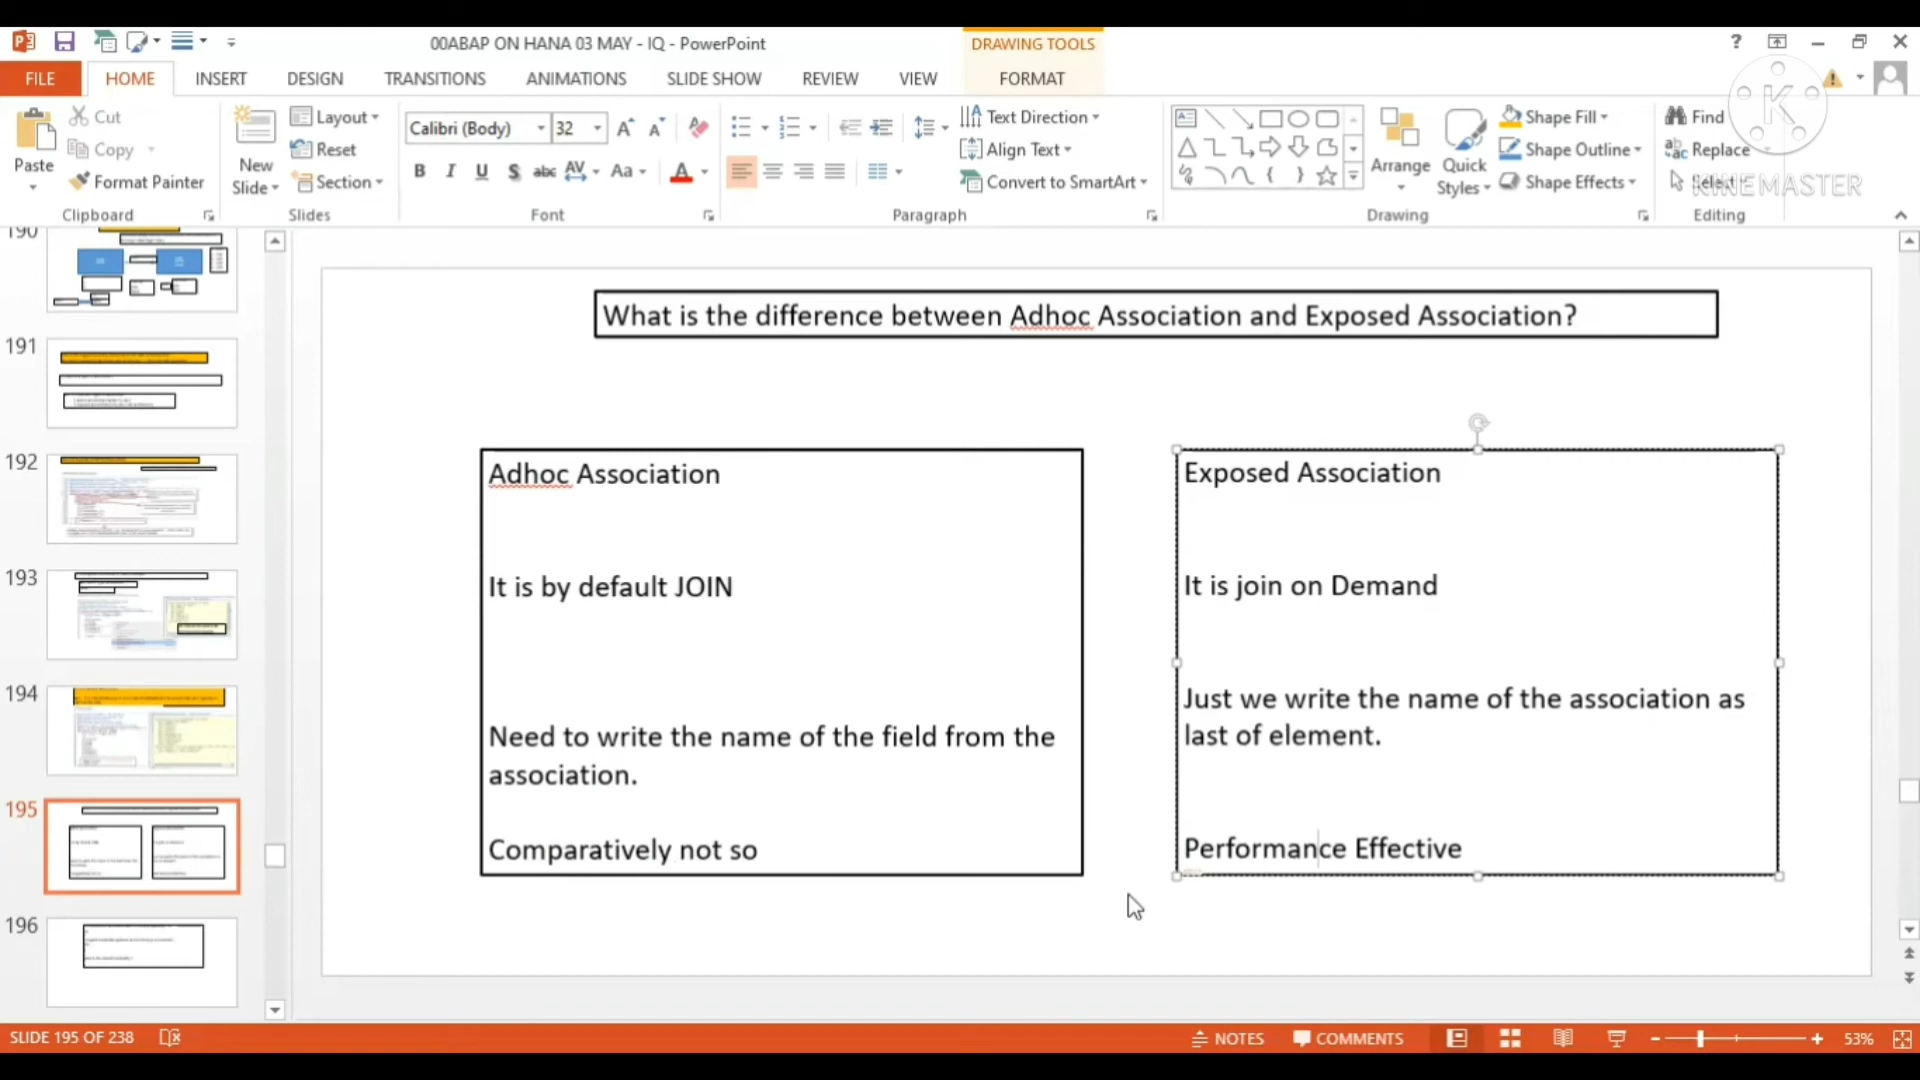 00ABAP ON HANA 03 MAY - IQ - PowerPoint
DRAWING TOOLS
?
FILE
HOME
INSERT
DESIGN
TRANSITIONS
ANIMATIONS
SLIDE SHOW
REVIEW
VIEW
FORMAT
Paste
Cut
Copy
Format Painter
Clipboard
New
Slide
Layout
Reset
Section
Slides
Calibri (Body)
32
B I U S abc AV Aa A
Font
Text Direction
Align Text
Convert to SmartArt
Paragraph
Arrange
Quick
Styles
Shape Fill
Shape Outline
Shape Effects
Drawing
Find
Replace
Select
Editing
K
KINEMASTER
190
191
192
193
194
195
196
What is the difference between Adhoc Association and Exposed Association?
Adhoc Association
It is by default JOIN
Need to write the name of the field from the
association.
Comparatively not so
Exposed Association
It is join on Demand
Just we write the name of the association as
last of element.
Performance Effective
SLIDE 195 OF 238
NOTES
COMMENTS
53%